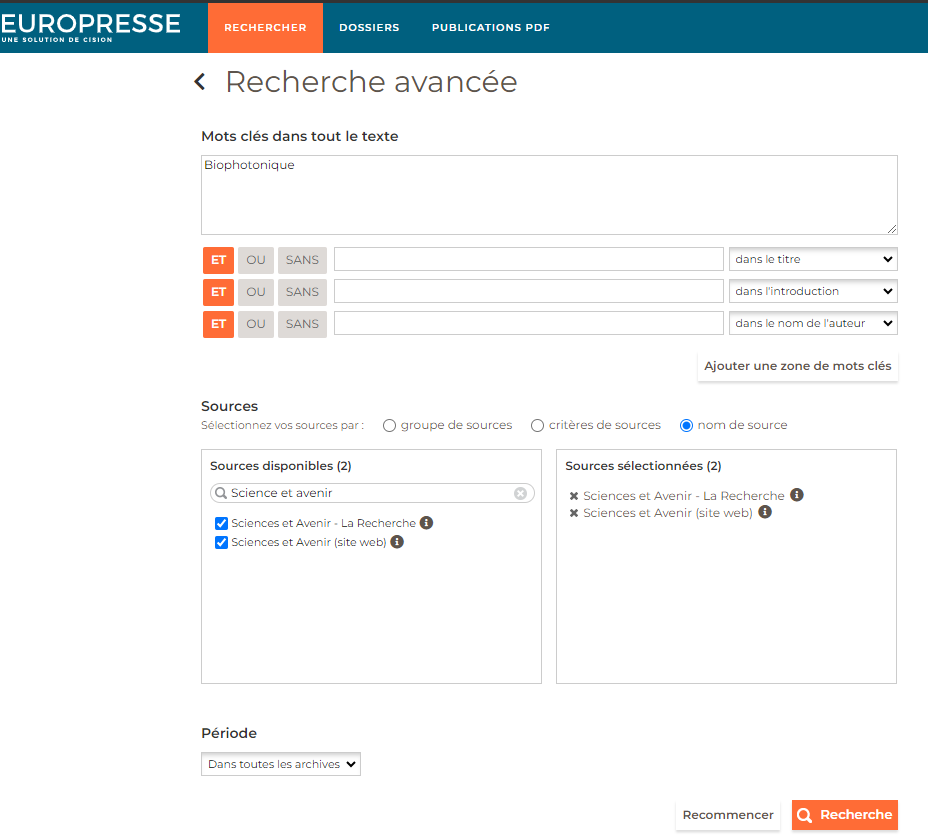 EUROPRESSE
UNE SOLUTION DE CISION
RECHERCHER
DOSSIERS
PUBLICATIONS PDF
Recherche avancée
Mots clés dans tout le texte
Biophotonique
ET OU SANS dans le titre
ET OU SANS dans l'introduction
ET OU SANS dans le nom de l'auteur
Ajouter une zone de mots clés
Sources
Sélectionnez vos sources par : groupe de sources critères de sources nom de source
Sources disponibles (2)
Science et avenir
Sciences et Avenir - La Recherche
Sciences et Avenir (site web)
Sources sélectionnées (2)
Sciences et Avenir - La Recherche
Sciences et Avenir (site web)
Période
Dans toutes les archives
Recommencer
Recherche